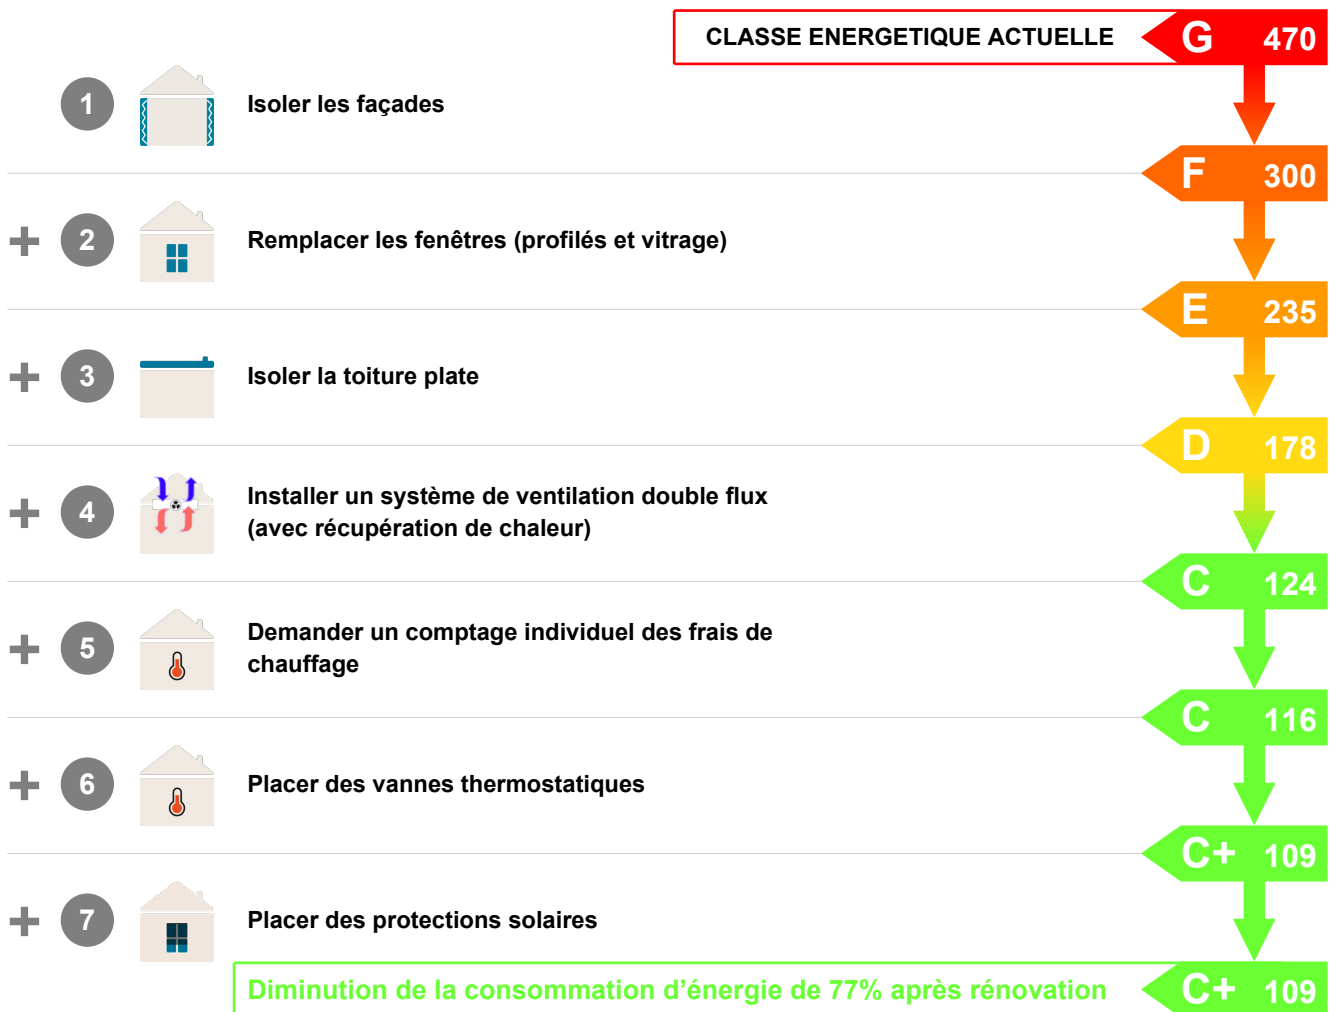 CLASSE ENERGETIQUE ACTUELLE G 470
1 Isoler les façades
F 300
+ 2 Remplacer les fenêtres (profilés et vitrage)
E 235
+ 3 Isoler la toiture plate
D 178
+ 4 Installer un système de ventilation double flux
(avec récupération de chaleur)
C 124
+ 5 Demander un comptage individuel des frais de
chauffage
C 116
+ 6 Placer des vannes thermostatiques
C+ 109
+ 7 Placer des protections solaires
Diminution de la consommation d’énergie de 77% après rénovation C+ 109